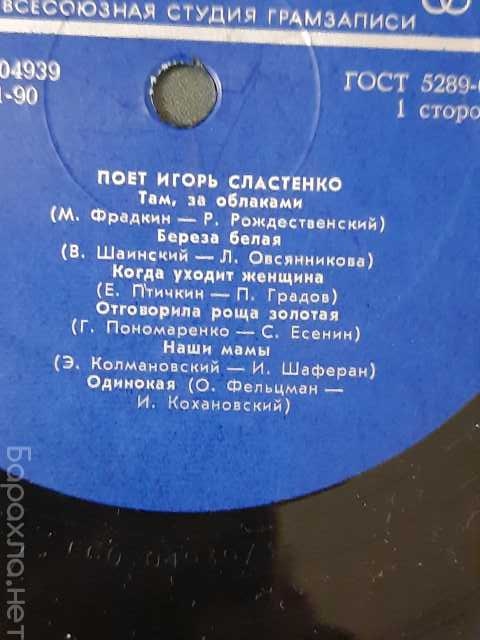 ВСЕСОЮЗНАЯ СТУДИЯ ГРАМЗАПИСИ
04939
ГОСТ 5289-
-90
1 сторо
ПОЕТ ИГОРЬ СЛАСТЕНКО
Там, за облаками
(М. Фрадкин — Р. Рождественский)
Береза белая
(В. Шаинский — Л. Овсянникова)
Когда уходит женщина
(Е. Птичкин — П. Градов)
Отговорила роща золотая
(Г. Пономаренко — С. Есенин)
Наши мамы
(Э. Колмановский — И. Шаферан)
Одинокая (О. Фельцман —
И. Кохановский)
Барохла.нет